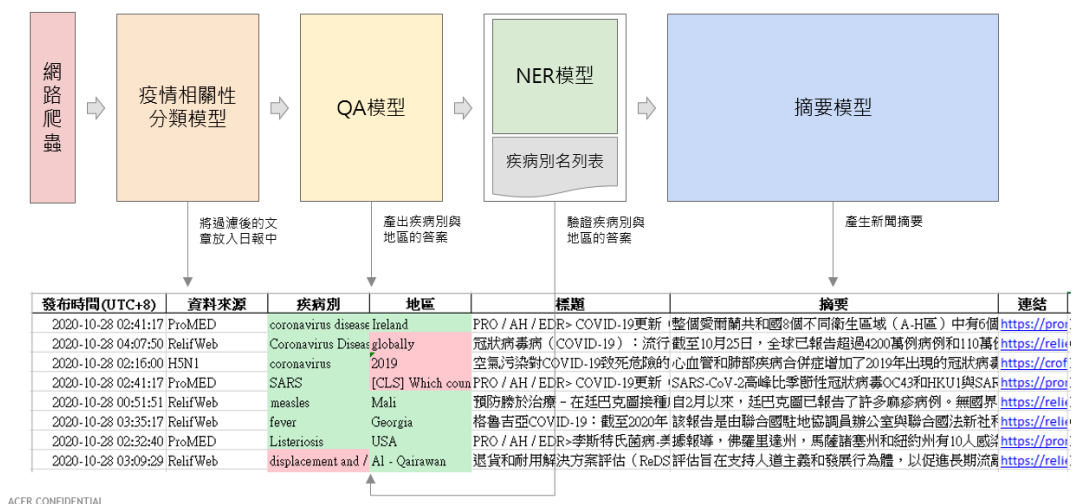 網路爬蟲
疫情相關性
分類模型
QA模型
NER模型
疾病別名列表
摘要模型
將過濾後的文
章放入日報中
產出疾病別與
地區的答案
驗證疾病別與
地區的答案
產生新聞摘要
發布時間(UTC+8) 資料來源 疾病別 地區 標題 摘要 連結
2020-10-28 02:41:17 ProMED coronavirus disease Ireland PRO / AH / EDR> COVID-19更新 整個愛爾蘭共和國8個不同衛生區域（A-H區）中有6個 https://pro
2020-10-28 04:07:50 RelifWeb Coronavirus Diseas globally 冠狀病毒病（COVID-19）：流行 截至10月25日，全球已報告超過4200萬例病例和110萬 https://reli
2020-10-28 02:16:00 H5N1 coronavirus 2019 空氣污染對COVID-19致死危險的 心血管和肺部疾病合併症增加了2019年出現的冠狀病毒 https://crof
2020-10-28 02:41:17 ProMED SARS [CLS] Which coun PRO / AH / EDR> COVID-19更新 SARS-CoV-2高峰比季節性冠狀病毒OC43和HKU1與SAR https://pro
2020-10-28 00:51:51 RelifWeb measles Mali 預防勝於治療 - 在廷巴克圖接種 自2月以來，廷巴克圖已報告了許多麻疹病例。無國界 https://reli
2020-10-28 03:35:17 RelifWeb fever Georgia 格魯吉亞COVID-19：截至2020年 該報告是由聯合國駐地協調員辦公室與聯合國法新社和 https://reli
2020-10-28 02:32:40 ProMED Listeriosis USA PRO / AH / EDR>李斯特氏菌病-美 據報導，佛羅里達州，馬薩諸塞州和紐約州有10人感染 https://pro
2020-10-28 03:09:29 RelifWeb displacement and / Al - Qairawan 退貨和耐用解決方案評估（ReDS 評估旨在支持人道主義和發展行為體，以促進長期流離 https://reli
ACER CONFIDENTIAL